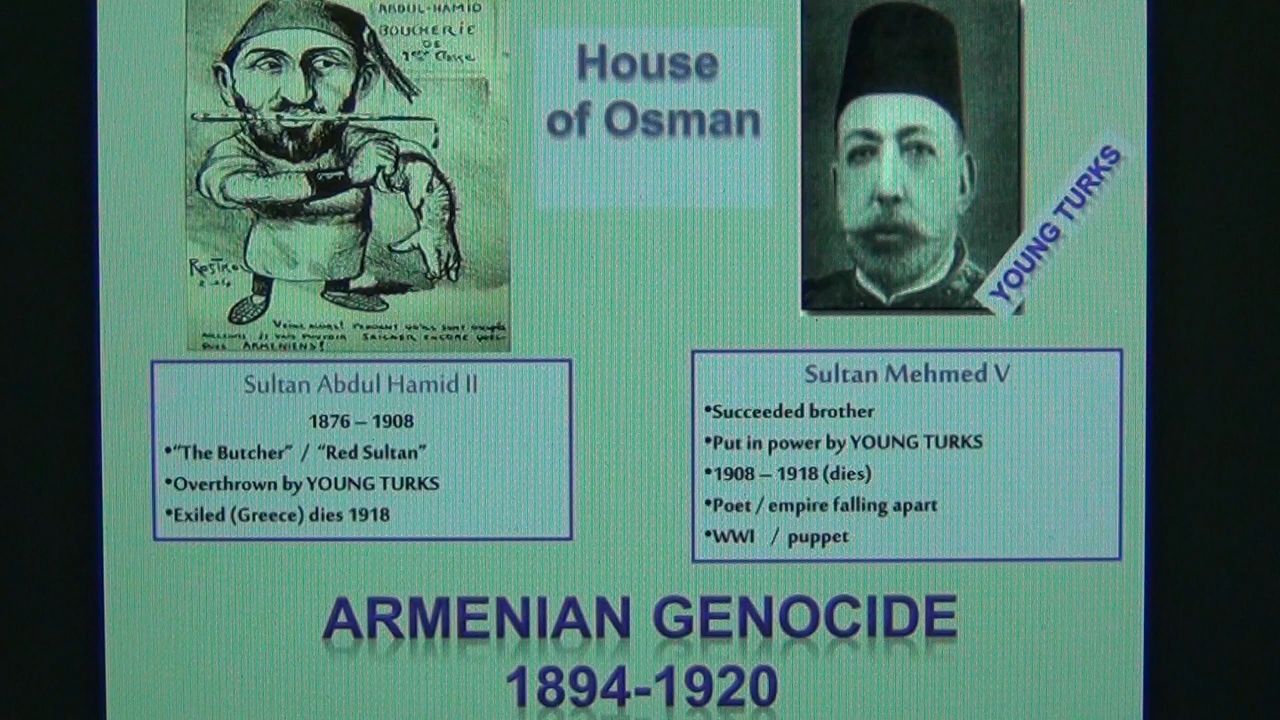 ABDUL-HAMID
BOUCHERIE
DE
1ère Classe
House
of Osman
YOUNG TURKS
ARMENIENS!
Sultan Abdul Hamid II
1876 – 1908
•"The Butcher" / "Red Sultan"
•Overthrown by YOUNG TURKS
•Exiled (Greece) dies 1918
Sultan Mehmed V
•Succeeded brother
•Put in power by YOUNG TURKS
•1908 – 1918 (dies)
•Poet / empire falling apart
•WWI / puppet
ARMENIAN GENOCIDE
1894-1920